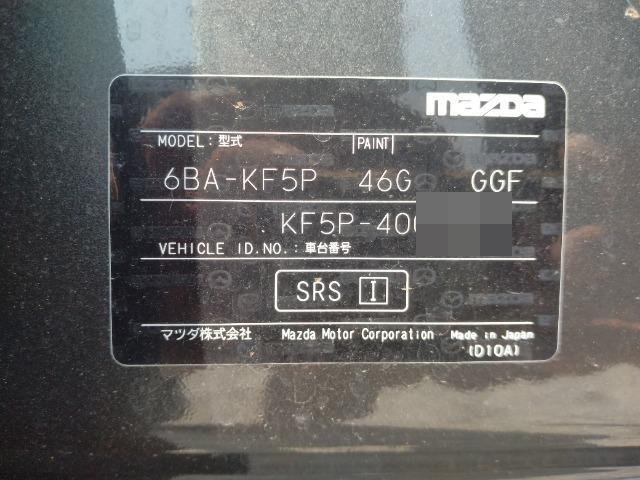 mazda
MODEL: 型式 PAINT
6BA-KF5P 46G GGF
KF5P-40
VEHICLE ID.NO.: 車台番号
SRS I
マツダ株式会社 Mazda Motor Corporation Made in Japan
(D10A)